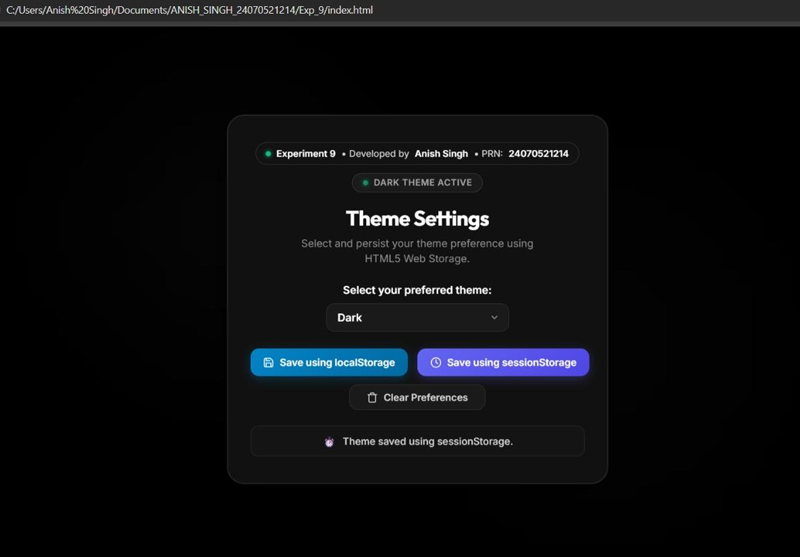 C:/Users/Anish%20Singh/Documents/ANISH_SINGH_24070521214/Exp_9/index.html
Experiment 9 • Developed by Anish Singh • PRN: 24070521214
DARK THEME ACTIVE
Theme Settings
Select and persist your theme preference using
HTML5 Web Storage.
Select your preferred theme:
Dark
Save using localStorage Save using sessionStorage
Clear Preferences
Theme saved using sessionStorage.